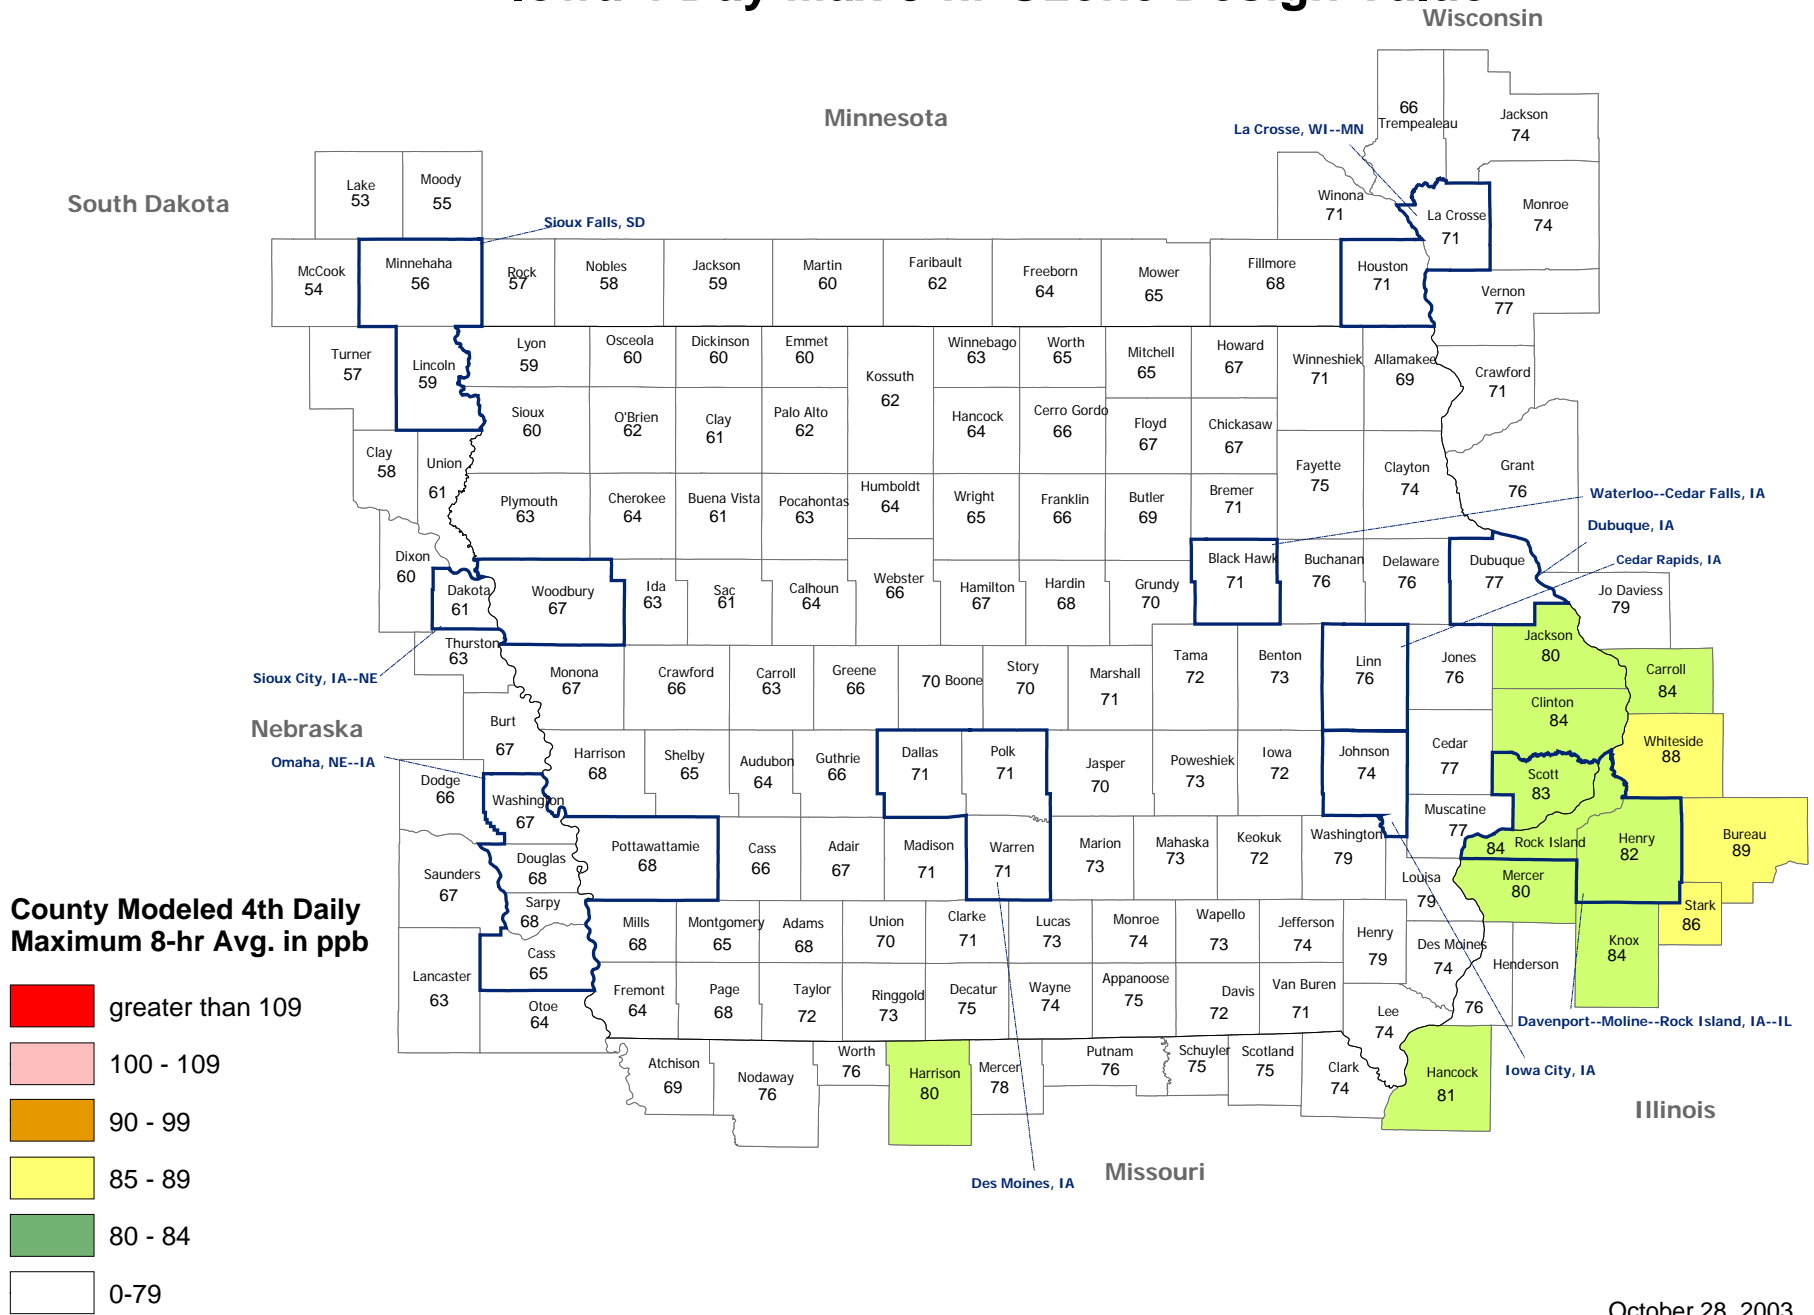 Wisconsin
Minnesota
South Dakota
Nebraska
Missouri
Illinois
La Crosse, WI--MN
Sioux Falls, SD
Waterloo--Cedar Falls, IA
Dubuque, IA
Cedar Rapids, IA
Sioux City, IA--NE
Omaha, NE--IA
Davenport--Moline--Rock Island, IA--IL
Iowa City, IA
Des Moines, IA
66
Trempealeau
Jackson
74
Lake
53
Moody
55
Winona
71
La Crosse
71
Monroe
74
McCook
54
Minnehaha
56
Rock
57
Nobles
58
Jackson
59
Martin
60
Faribault
62
Freeborn
64
Mower
65
Fillmore
68
Houston
71
Vernon
77
Turner
57
Lincoln
59
Lyon
59
Osceola
60
Dickinson
60
Emmet
60
Kossuth
62
Winnebago
63
Worth
65
Mitchell
65
Howard
67
Winneshiek
71
Allamakee
69
Crawford
71
Sioux
60
O'Brien
62
Clay
61
Palo Alto
62
Hancock
64
Cerro Gordo
66
Floyd
67
Chickasaw
67
Clay
58
Union
61
Fayette
75
Clayton
74
Grant
76
Plymouth
63
Cherokee
64
Buena Vista
61
Pocahontas
63
Humboldt
64
Wright
65
Franklin
66
Butler
69
Bremer
71
Dixon
60
Dakota
61
Woodbury
67
Ida
63
Sac
61
Calhoun
64
Webster
66
Hamilton
67
Hardin
68
Grundy
70
Black Hawk
71
Buchanan
76
Delaware
76
Dubuque
77
Jo Daviess
79
Thurston
63
Monona
67
Crawford
66
Carroll
63
Greene
66
70 Boone
Story
70
Marshall
71
Tama
72
Benton
73
Linn
76
Jones
76
Jackson
80
Carroll
84
Clinton
84
Burt
67
Harrison
68
Shelby
65
Audubon
64
Guthrie
66
Dallas
71
Polk
71
Jasper
70
Poweshiek
73
Iowa
72
Johnson
74
Cedar
77
Scott
83
Whiteside
88
Dodge
66
Washington
67
Muscatine
77
84 Rock Island
Henry
82
Bureau
89
Saunders
67
Douglas
68
Pottawattamie
68
Cass
66
Adair
67
Madison
71
Warren
71
Marion
73
Mahaska
73
Keokuk
72
Washington
79
Louisa
79
Mercer
80
Stark
86
Sarpy
68
Mills
68
Montgomery
65
Adams
68
Union
70
Clarke
71
Lucas
73
Monroe
74
Wapello
73
Jefferson
74
Henry
79
Des Moines
74
Henderson
76
Knox
84
Lancaster
63
Cass
65
Otoe
64
Fremont
64
Page
68
Taylor
72
Ringgold
73
Decatur
75
Wayne
74
Appanoose
75
Davis
72
Van Buren
71
Lee
74
Atchison
69
Nodaway
76
Worth
76
Harrison
80
Mercer
78
Putnam
76
Schuyler
75
Scotland
75
Clark
74
Hancock
81
County Modeled 4th Daily
Maximum 8-hr Avg. in ppb
greater than 109
100 - 109
90 - 99
85 - 89
80 - 84
0-79
October 28, 2003